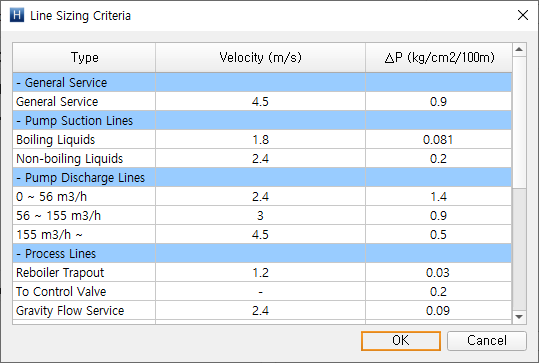 H Line Sizing Criteria
Type Velocity (m/s) △P (kg/cm2/100m)
- General Service
General Service 4.5 0.9
- Pump Suction Lines
Boiling Liquids 1.8 0.081
Non-boiling Liquids 2.4 0.2
- Pump Discharge Lines
0 ~ 56 m3/h 2.4 1.4
56 ~ 155 m3/h 3 0.9
155 m3/h ~ 4.5 0.5
- Process Lines
Reboiler Trapout 1.2 0.03
To Control Valve - 0.2
Gravity Flow Service 2.4 0.09
OK Cancel